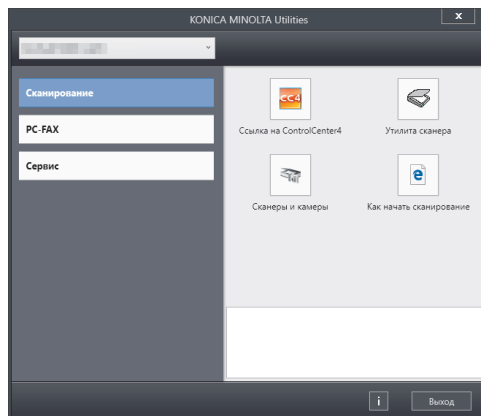 KONICA MINOLTA Utilities
X
Сканирование
PC-FAX
Сервис
CC4
Ссылка на ControlCenter4
Утилита сканера
Сканеры и камеры
Как начать сканирование
i
Выход